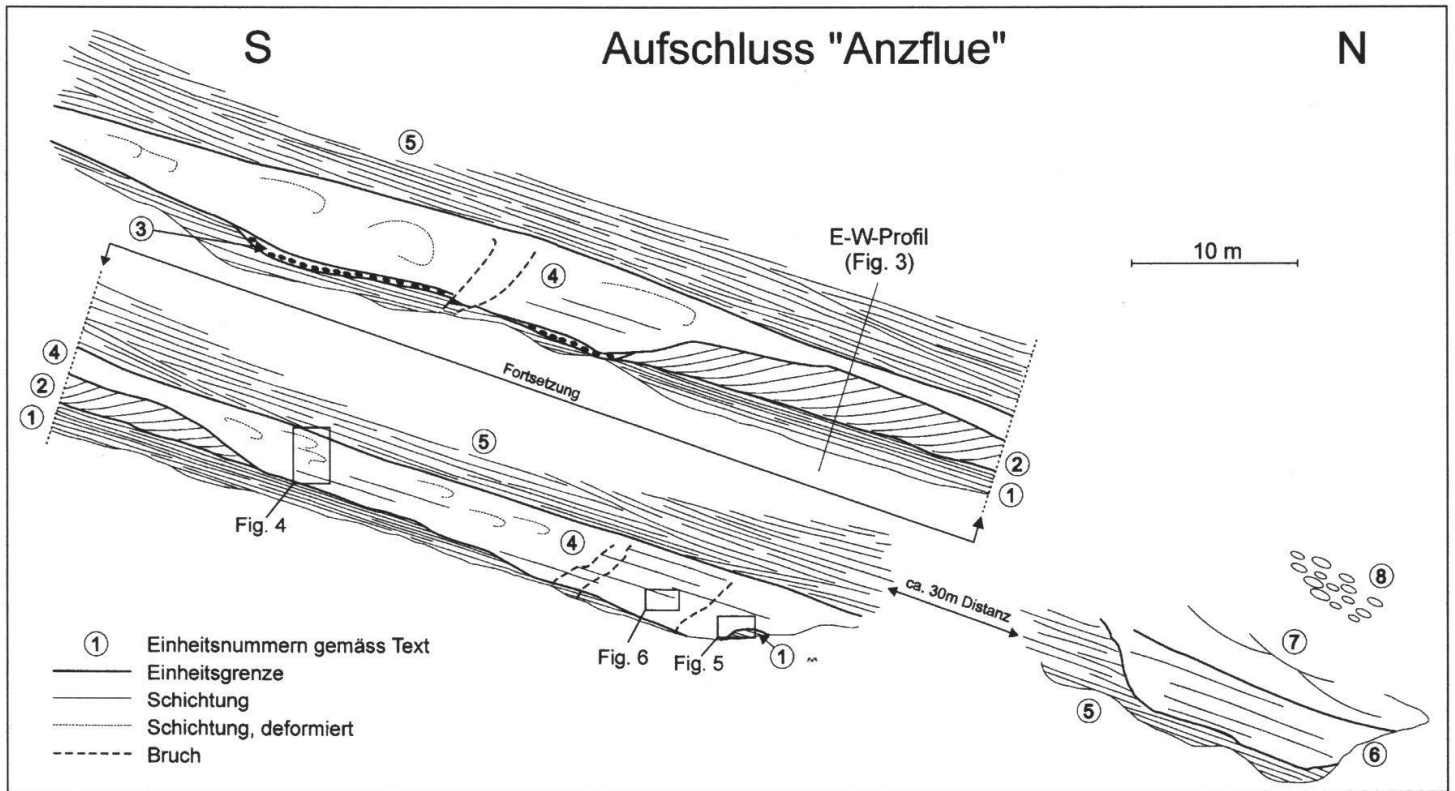 S
Aufschluss "Anzflue"
N
5
3
E-W-Profil
(Fig. 3)
10 m
4
Fortsetzung
4
2
1
5
2
1
Fig. 4
4
ca. 30m Distanz
8
7
Fig. 6
Fig. 5
1
5
6
1 Einheitsnummern gemäss Text
Einheitsgrenze
Schichtung
Schichtung, deformiert
Bruch